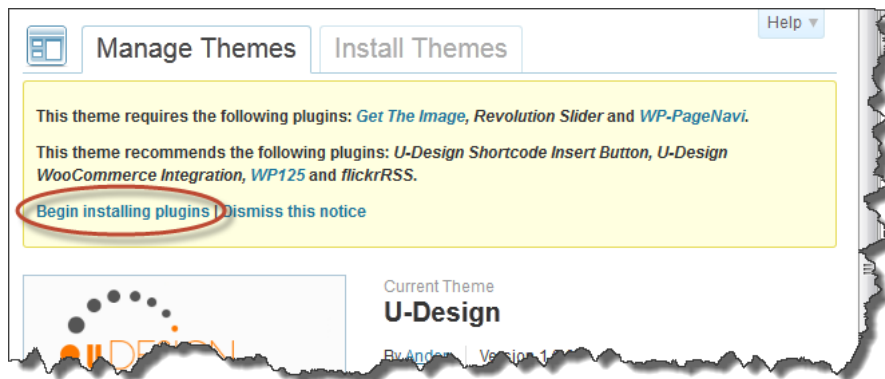 Help
Manage Themes
Install Themes
This theme requires the following plugins: Get The Image, Revolution Slider and WP-PageNavi.
This theme recommends the following plugins: U-Design Shortcode Insert Button, U-Design
WooCommerce Integration, WP125 and flickrRSS.
Begin installing plugins | Dismiss this notice
Current Theme
U-Design
By Andon